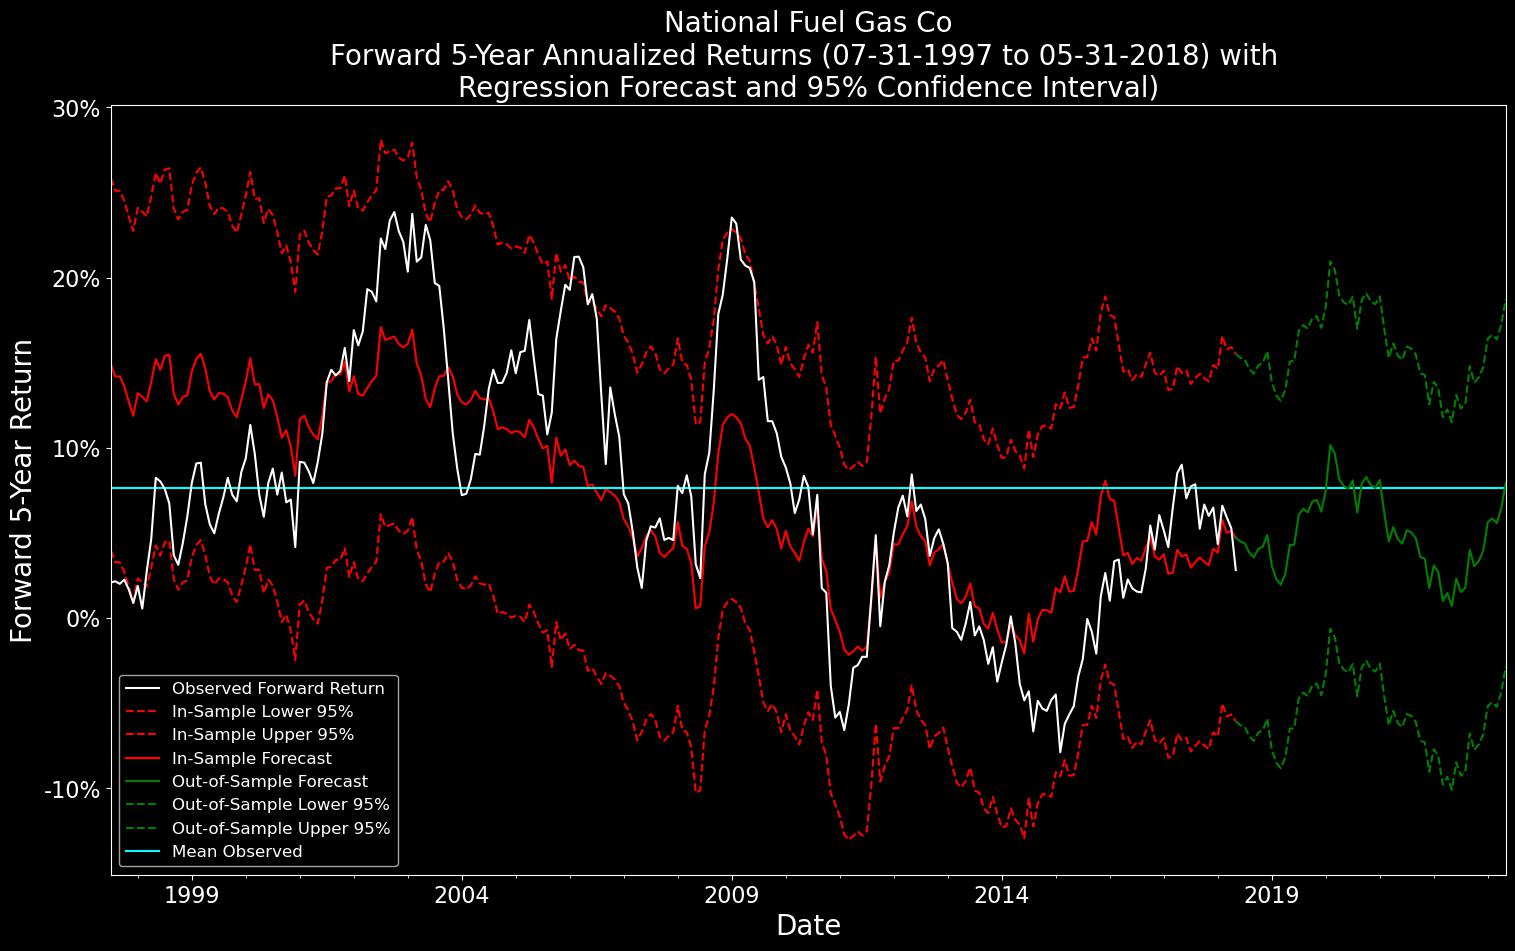 National Fuel Gas Co
Forward 5-Year Annualized Returns (07-31-1997 to 05-31-2018) with
Regression Forecast and 95% Confidence Interval)
Forward 5-Year Return
30%
20%
10%
0%
-10%
Observed Forward Return
In-Sample Lower 95%
In-Sample Upper 95%
In-Sample Forecast
Out-of-Sample Forecast
Out-of-Sample Lower 95%
Out-of-Sample Upper 95%
Mean Observed
1999 2004 2009 2014 2019
Date